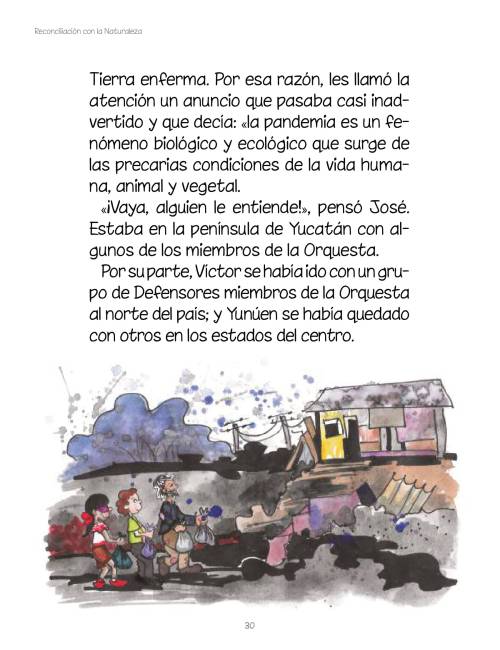 Reconciliación con la Naturaleza
Tierra enferma. Por esa razón, les llamó la
atención un anuncio que pasaba casi inad-
vertido y que decía: «la pandemia es un fe-
nómeno biológico y ecológico que surge de
las precarias condiciones de la vida huma-
na, animal y vegetal.
«¡Vaya, alguien le entiende!», pensó José.
Estaba en la península de Yucatán con al-
gunos de los miembros de la Orquesta.
Por su parte, Víctor se había ido con un gru-
po de Defensores miembros de la Orquesta
al norte del país; y Yunúen se había quedado
con otros en los estados del centro.
30